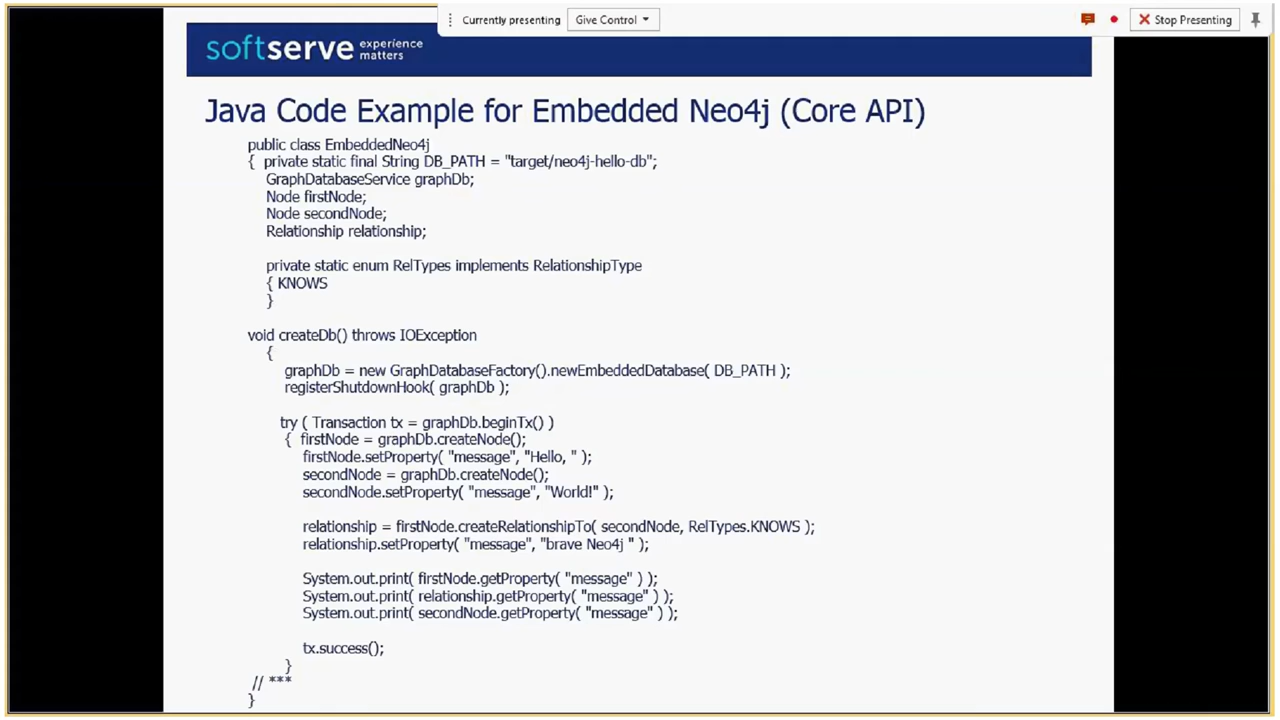 Currently presenting
Give Control
Stop Presenting
softserve experience matters
Java Code Example for Embedded Neo4j (Core API)
public class EmbeddedNeo4j
{ private static final String DB_PATH = "target/neo4j-hello-db";
GraphDatabaseService graphDb;
Node firstNode;
Node secondNode;
Relationship relationship;
private static enum RelTypes implements RelationshipType
{ KNOWS
}
void createDb() throws IOException
{
graphDb = new GraphDatabaseFactory().newEmbeddedDatabase( DB_PATH );
registerShutdownHook( graphDb );
try ( Transaction tx = graphDb.beginTx() )
{ firstNode = graphDb.createNode();
firstNode.setProperty( "message", "Hello, " );
secondNode = graphDb.createNode();
secondNode.setProperty( "message", "World!" );
relationship = firstNode.createRelationshipTo( secondNode, RelTypes.KNOWS );
relationship.setProperty( "message", "brave Neo4j " );
System.out.print( firstNode.getProperty( "message" ) );
System.out.print( relationship.getProperty( "message" ) );
System.out.print( secondNode.getProperty( "message" ) );
tx.success();
}
// ***
}